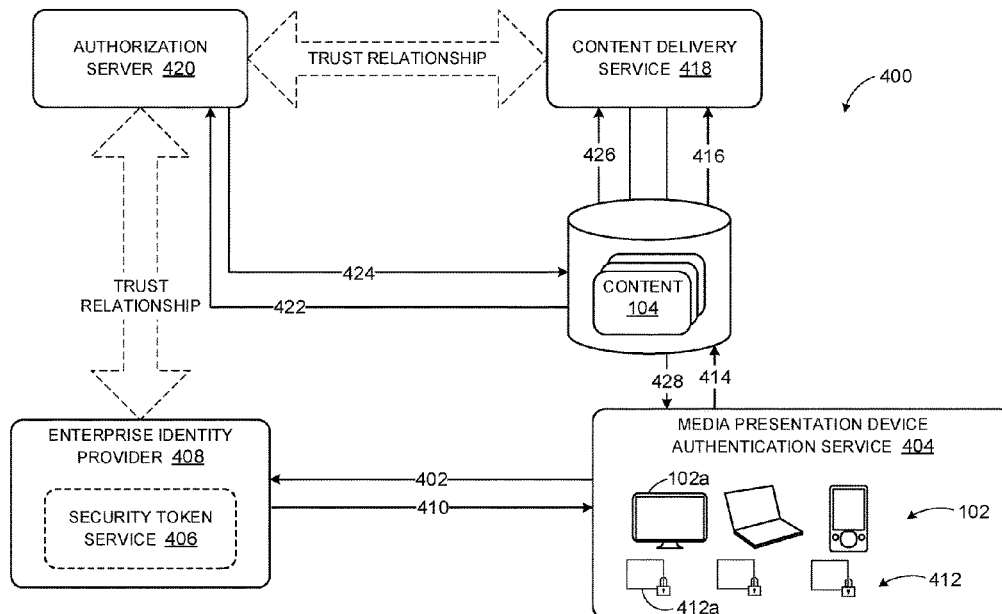 AUTHORIZATION
SERVER 420
TRUST RELATIONSHIP
CONTENT DELIVERY
SERVICE 418
400
426
416
TRUST
RELATIONSHIP
424
422
CONTENT
104
428
414
ENTERPRISE IDENTITY
PROVIDER 408
SECURITY TOKEN
SERVICE 406
402
410
MEDIA PRESENTATION DEVICE
AUTHENTICATION SERVICE 404
102a
102
412a
412